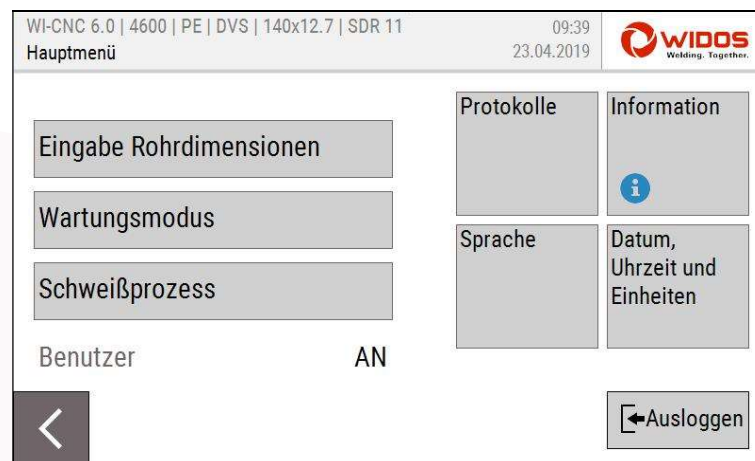 WI-CNC 6.0 | 4600 | PE | DVS | 140x12.7 | SDR 11
Hauptmenü
09:39
23.04.2019
WIDOS
Welding. Together.
Eingabe Rohrdimensionen
Wartungsmodus
Schweißprozess
Benutzer AN
Protokolle
Information
i
Sprache
Datum,
Uhrzeit und
Einheiten
Ausloggen